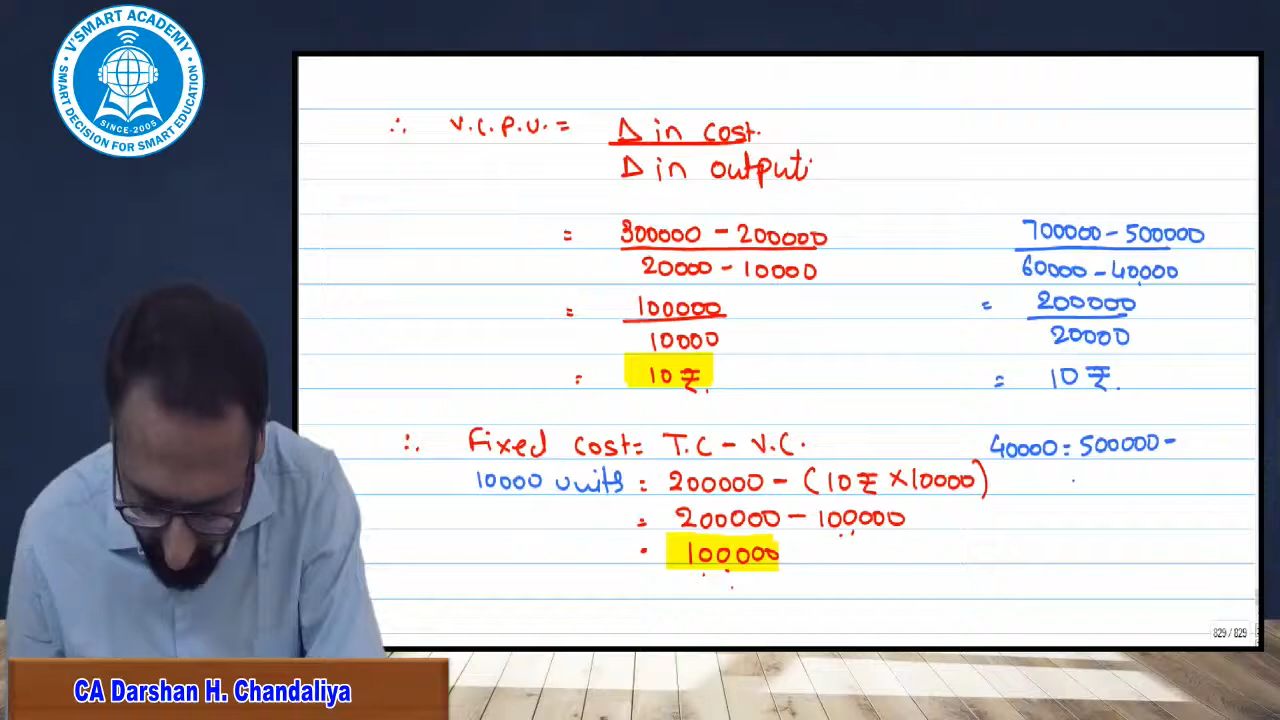 V'SMART ACADEMY
SMART DECISION FOR SMART EDUCATION
SINCE-2005
∴ V.C.P.U. = Δ in cost.
Δ in output
= 300000 - 200000
20000 - 10000
= 100000
10000
= 10 ₹.
700000 - 500000
60000 - 40000
= 200000
20000
= 10 ₹.
∴ Fixed cost = T.C - V.C.
10000 units = 200000 - (10 ₹ × 10000)
= 200000 - 100000
= 100000
40000 = 500000 -
829 / 829
CA Darshan H. Chandaliya